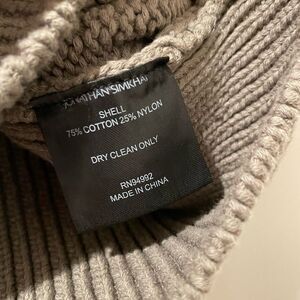 JONATHAN SIMKHAI
SHELL
75% COTTON 25% NYLON
DRY CLEAN ONLY
RN94992
MADE IN CHINA